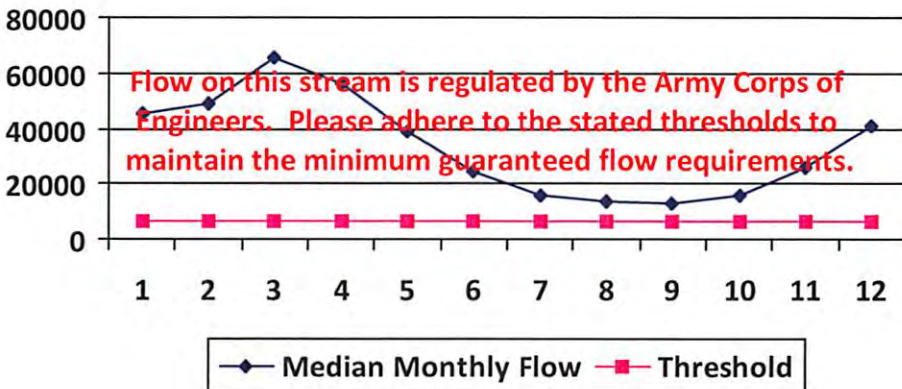 80000
60000
40000
20000
0
Flow on this stream is regulated by the Army Corps of
Engineers. Please adhere to the stated thresholds to
maintain the minimum guaranteed flow requirements.
1 2 3 4 5 6 7 8 9 10 11 12
Median Monthly Flow Threshold